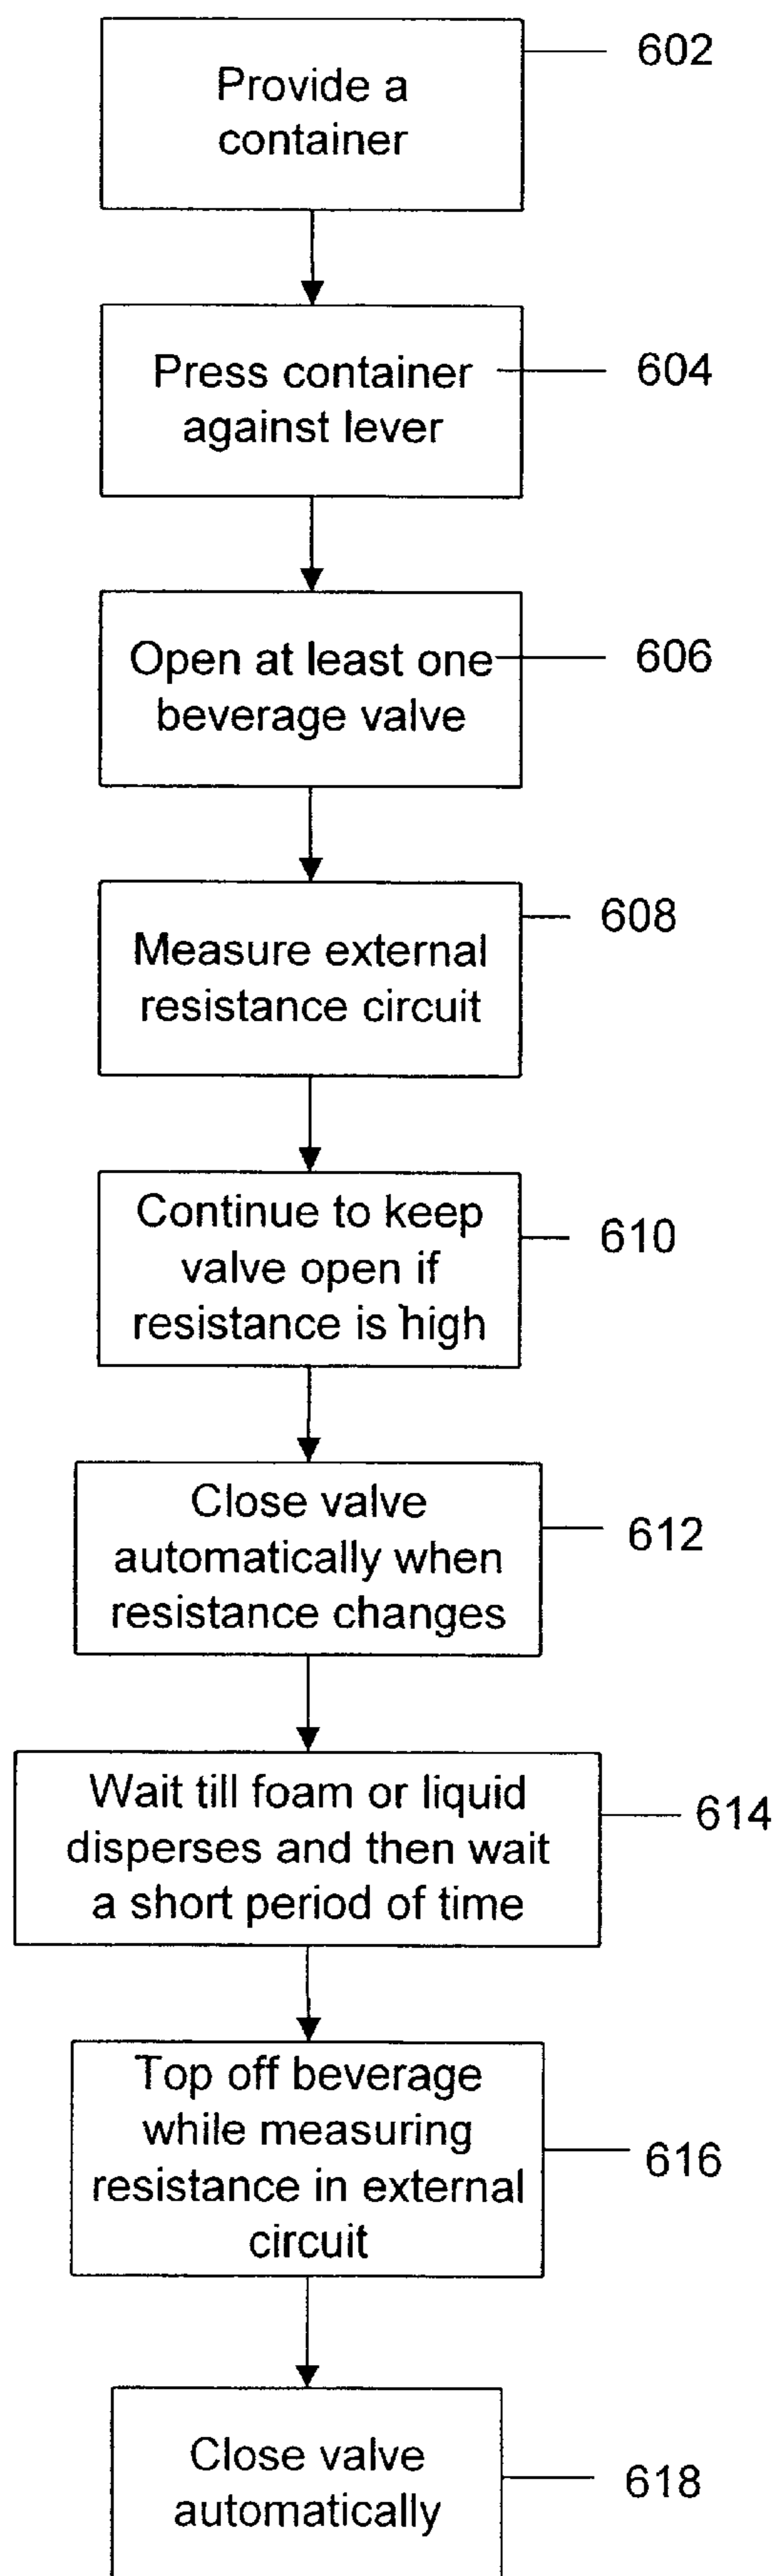 Provide a
container
602
Press container
against lever
604
Open at least one
beverage valve
606
Measure external
resistance circuit
608
Continue to keep
valve open if
resistance is high
610
Close valve
automatically when
resistance changes
612
Wait till foam or liquid
disperses and then wait
a short period of time
614
Top off beverage
while measuring
resistance in external
circuit
616
Close valve
automatically
618